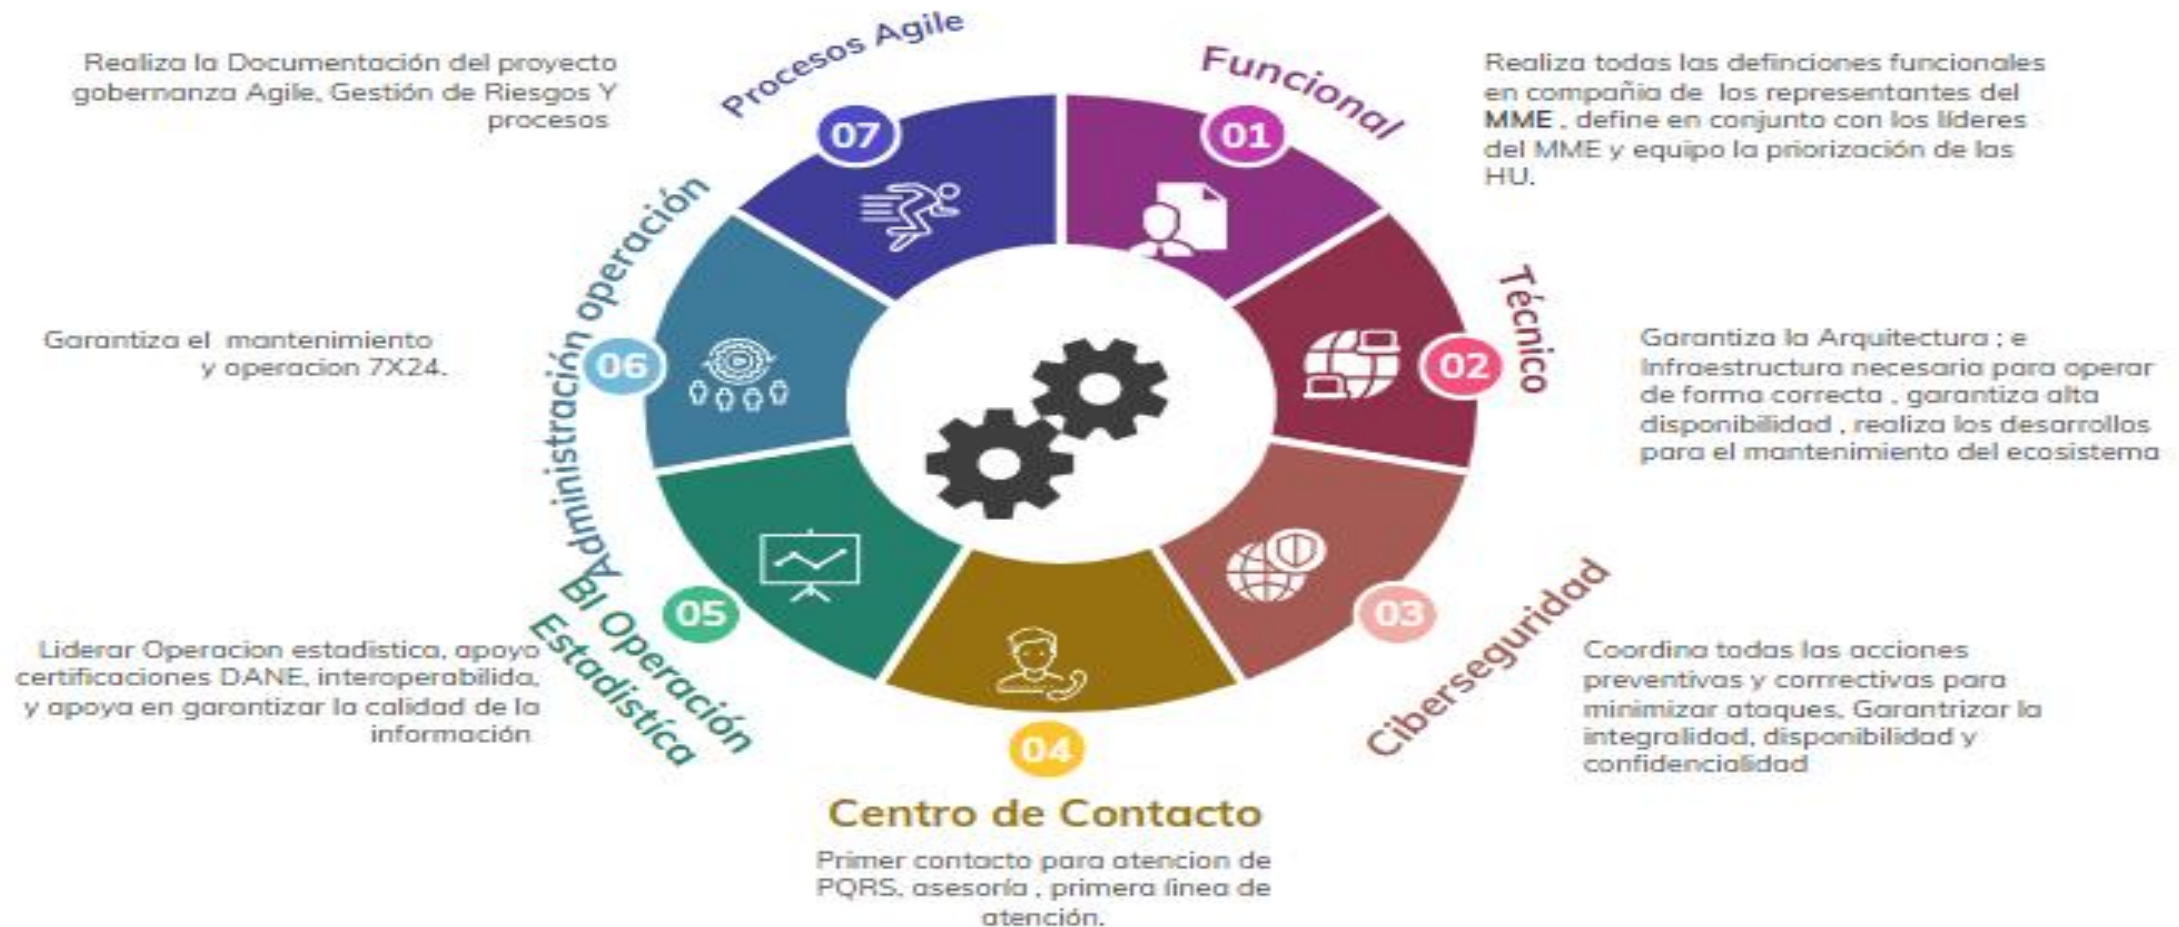 Funcional
01
Realiza todas las definciones funcionales
en compañia de los representantes del
MME , define en conjunto con los líderes
del MME y equipo la priorización de las
HU.
Técnico
02
Garantiza la Arquitectura ; e
Infraestructura necesaria para operar
de forma correcta , garantiza alta
disponibilidad , realiza los desarrollos
para el mantenimiento del ecosistema
Ciberseguridad
03
Coordina todas las acciones
preventivas y corrrectivas para
minimizar ataques, Garantrizar la
integralidad, disponibilidad y
confidencialidad
04
Centro de Contacto
Primer contacto para atencion de
PQRS, asesoría , primera línea de
atención.
BI Operación
Estadistíca
05
Liderar Operacion estadistica, apoyo
certificaciones DANE, interoperabilida,
y apoya en garantizar la calidad de la
información
Administración operación
06
Garantiza el mantenimiento
y operacion 7X24.
Procesos Agile
07
Realiza la Documentación del proyecto
gobernanza Agile, Gestión de Riesgos Y
procesos